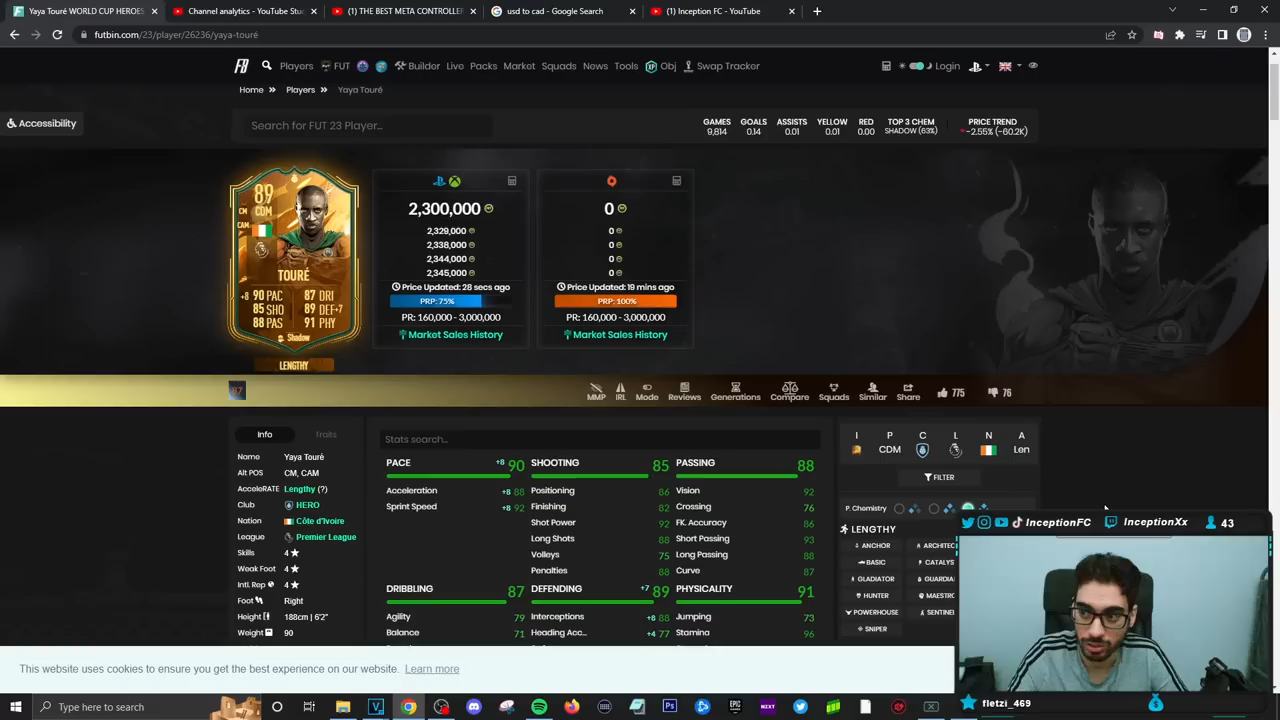 Yaya Touré WORLD CUP HEROES
Channel analytics - YouTube Stu
(1) THE BEST META CONTROLLER
usd to cad - Google Search
(1) Inception FC - YouTube
futbin.com/23/player/26236/yaya-touré
Players
FUT
Builder
Live
Packs
Market
Squads
News
Tools
Obj
Swap Tracker
Login
Home
Players
Yaya Touré
Accessibility
Search for FUT 23 Player...
GAMES GOALS ASSISTS YELLOW RED TOP 3 CHEM PRICE TREND
9,814 0.14 0.01 0.01 0.00 SHADOW (63%) -2.55% (-60.2K)
89
CDM
CM
CAM
TOURÉ
+8 90 PAC 87 DRI
85 SHO 89 DEF+7
88 PAS 91 PHY
Shadow
LENGTHY
2,300,000
2,329,000
2,338,000
2,344,000
2,345,000
Price Updated: 28 secs ago
PRP: 75%
PR: 160,000 - 3,000,000
Market Sales History
0
0
0
0
0
Price Updated: 19 mins ago
PRP: 100%
PR: 160,000 - 3,000,000
Market Sales History
87
MMP IRL Mode Reviews Generations Compare Squads Similar Share 775 76
Info
Traits
Name Yaya Touré
Alt POS CM, CAM
AcceleRATE Lengthy (?)
Club HERO
Nation Côte d'Ivoire
League Premier League
Skills 4
Weak Foot 4
Intl. Rep 4
Foot Right
Height 188cm | 6'2"
Weight 90
Stats search...
PACE +8 90
Acceleration +8 88
Sprint Speed +8 92
SHOOTING 85
Positioning 86
Finishing 82
Shot Power 92
Long Shots 88
Volleys 75
Penalties 88
PASSING 88
Vision 92
Crossing 76
FK. Accuracy 86
Short Passing 93
Long Passing 88
Curve 87
DRIBBLING 87
Agility 79
Balance 71
DEFENDING +7 89
Interceptions +8 88
Heading Acc... +4 77
PHYSICALITY 91
Jumping 73
Stamina 96
I P C L N A
CDM
Len
FILTER
P. Chemistry
LENGTHY
ANCHOR
ARCHITEC
BASIC
CATALYS
GLADIATOR
GUARDIA
HUNTER
MAESTRO
POWERHOUSE
SENTINE
SNIPER
InceptionFC
InceptionXx
43
This website uses cookies to ensure you get the best experience on our website. Learn more
fletzi_469
Type here to search